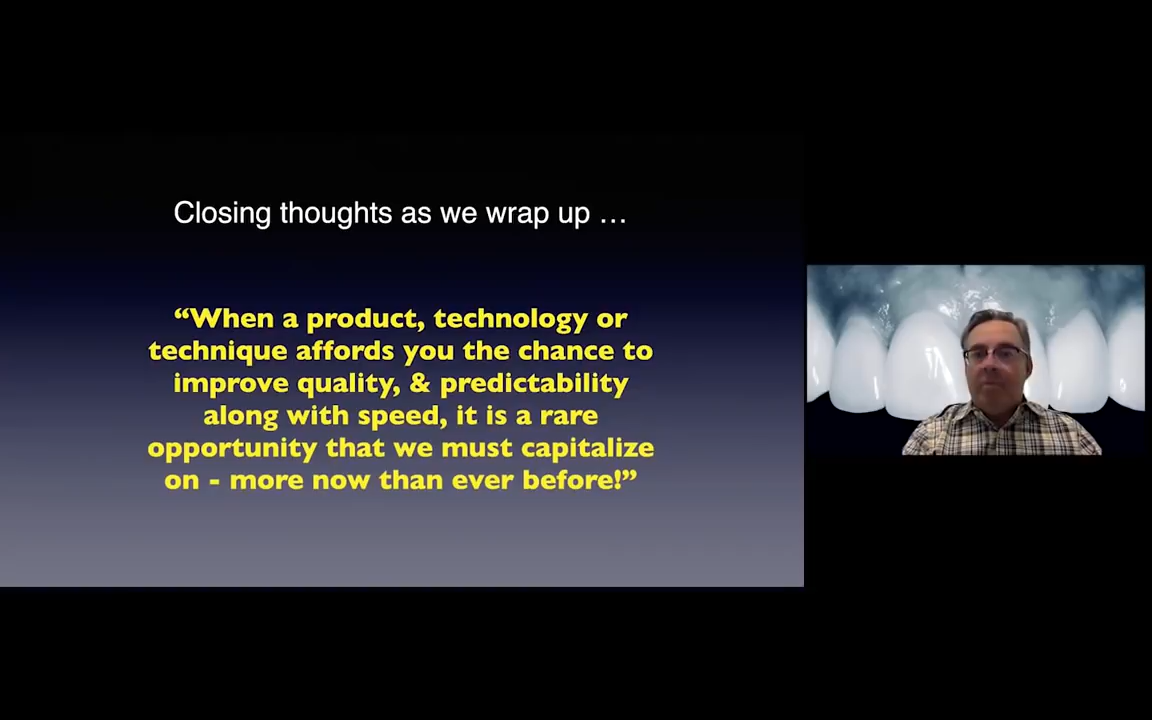 Closing thoughts as we wrap up …
“When a product, technology or
technique affords you the chance to
improve quality, & predictability
along with speed, it is a rare
opportunity that we must capitalize
on - more now than ever before!”